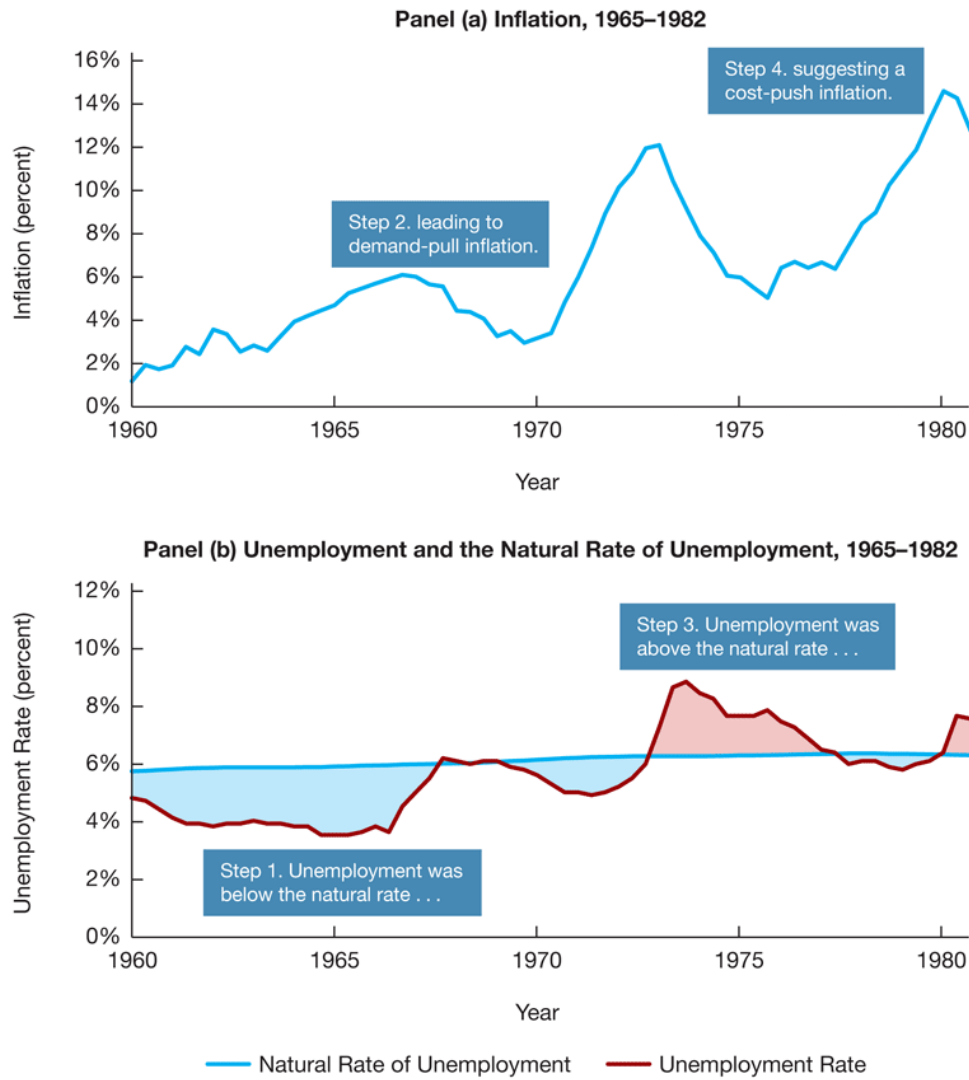 Panel (a) Inflation, 1965–1982
16%
14%
12%
10%
8%
6%
4%
2%
0%
Inflation (percent)
Step 2. leading to
demand-pull inflation.
Step 4. suggesting a
cost-push inflation.
1960 1965 1970 1975 1980
Year
Panel (b) Unemployment and the Natural Rate of Unemployment, 1965–1982
12%
10%
8%
6%
4%
2%
0%
Unemployment Rate (percent)
Step 3. Unemployment was
above the natural rate . . .
Step 1. Unemployment was
below the natural rate . . .
1960 1965 1970 1975 1980
Year
Natural Rate of Unemployment Unemployment Rate